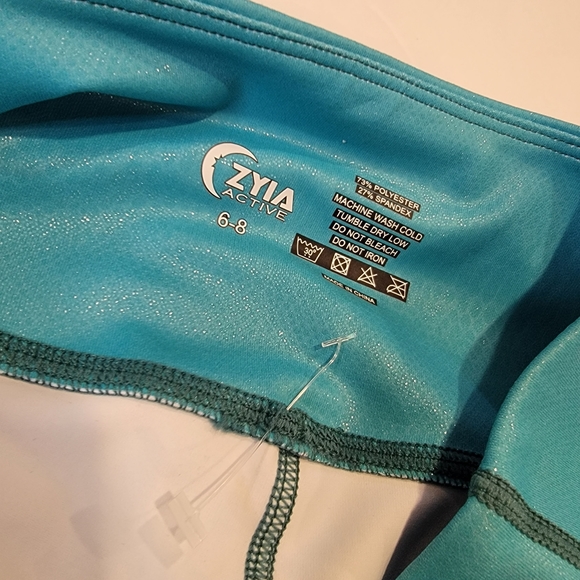 ZYIA
ACTIVE
6-8
73% POLYESTER
27% SPANDEX
MACHINE WASH COLD
TUMBLE DRY LOW
DO NOT BLEACH
DO NOT IRON
30°
MADE IN CHINA